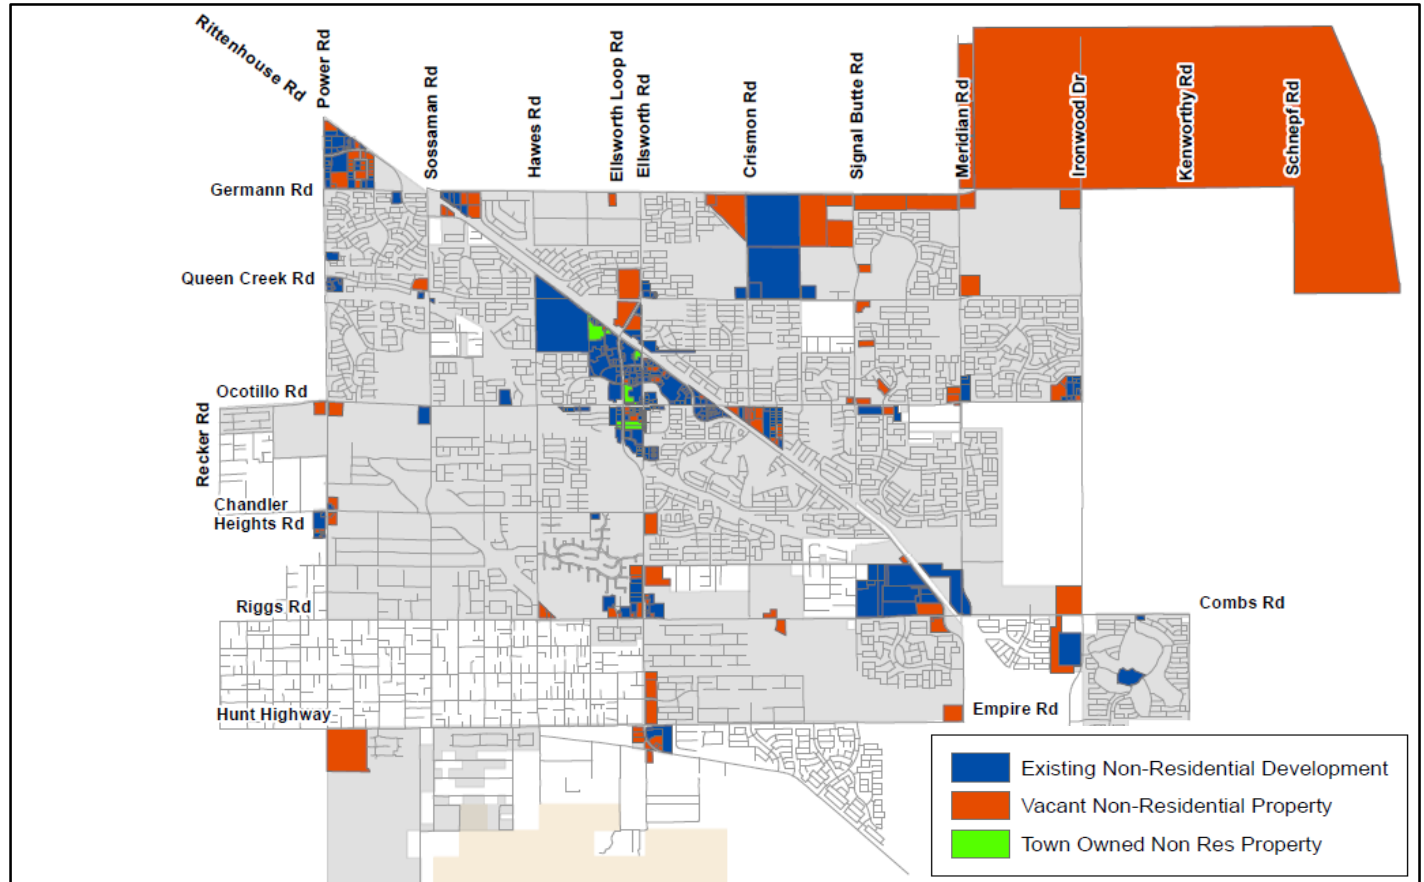 Rittenhouse Rd
Power Rd
Sossaman Rd
Hawes Rd
Ellsworth Loop Rd
Ellsworth Rd
Crismon Rd
Signal Butte Rd
Meridian Rd
Ironwood Dr
Kenworthy Rd
Schnepf Rd
Germann Rd
Queen Creek Rd
Ocotillo Rd
Recker Rd
Chandler
Heights Rd
Riggs Rd
Combs Rd
Hunt Highway
Empire Rd
Existing Non-Residential Development
Vacant Non-Residential Property
Town Owned Non Res Property